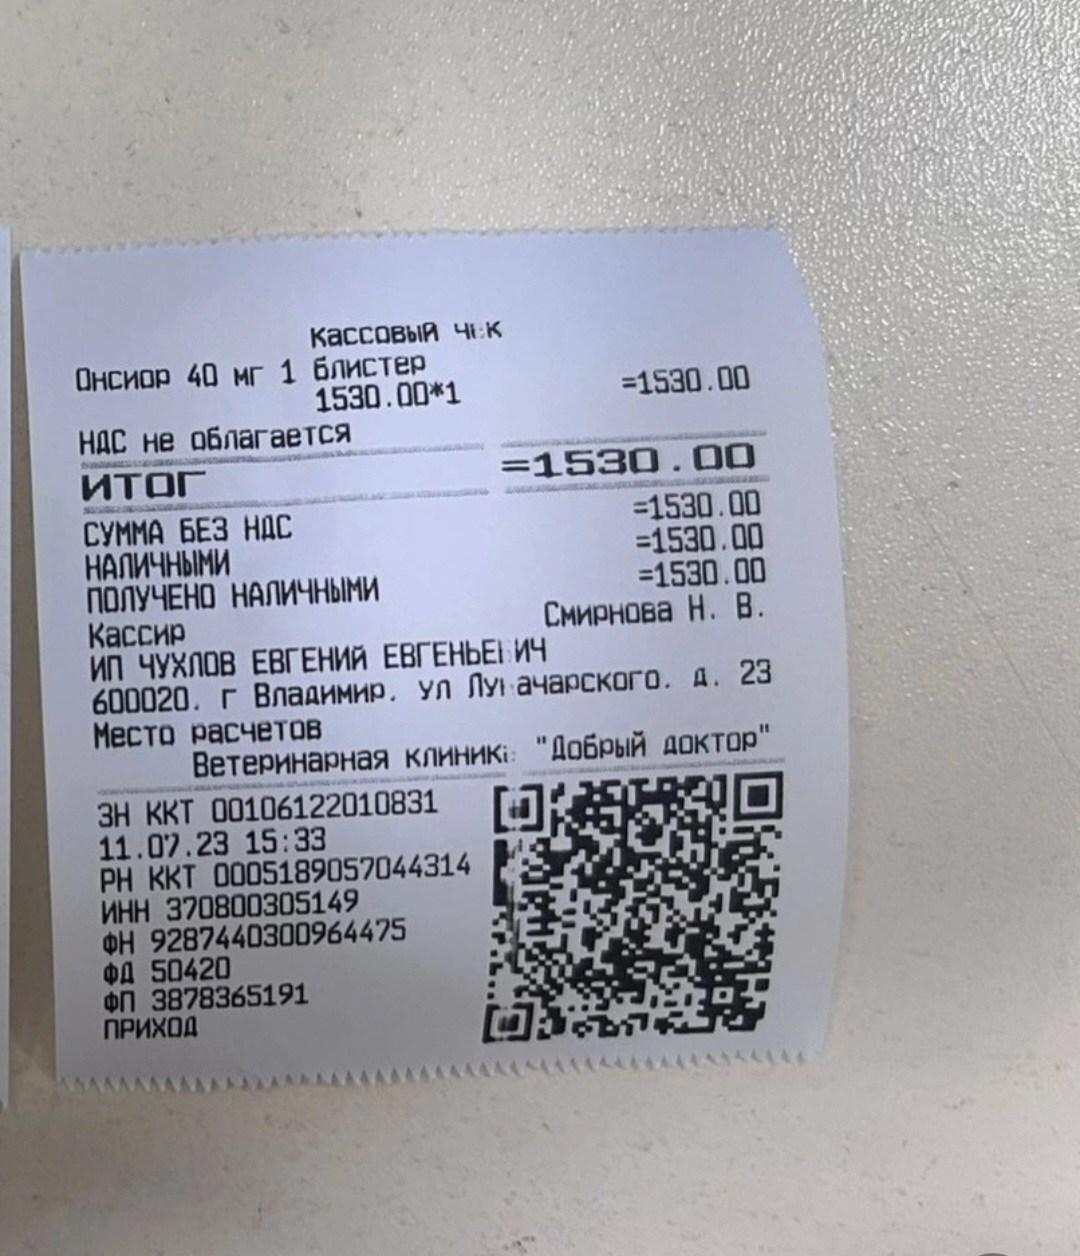 КАССОВЫЙ ЧЕК
Онсиор 40 мг 1 блистер
1530.00*1 =1530.00
НДС не облагается
ИТОГ =1530.00
СУММА БЕЗ НДС =1530.00
НАЛИЧНЫМИ =1530.00
ПОЛУЧЕНО НАЛИЧНЫМИ =1530.00
Кассир Смирнова Н. В.
ИП ЧУХЛОВ ЕВГЕНИЙ ЕВГЕНЬЕВИЧ
600020. г Владимир. ул Луначарского. д. 23
Место расчетов
Ветеринарная клиника "Добрый доктор"
ЗН ККТ 00106122010831
11.07.23 15:33
РН ККТ 0005189057044314
ИНН 370800305149
ФН 9287440300964475
ФД 50420
ФП 3878365191
ПРИХОД